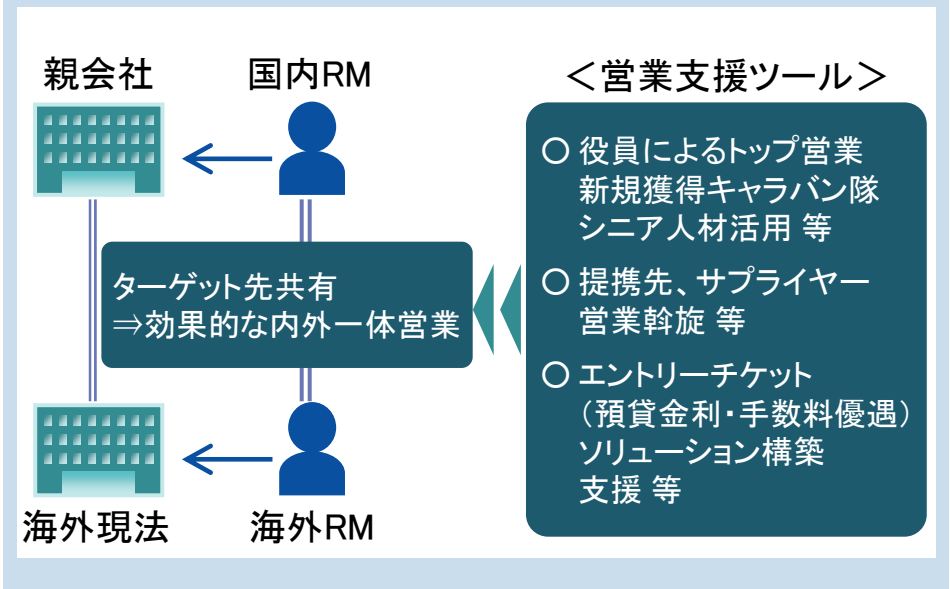 親会社
国内RM
ターゲット先共有
⇒効果的な内外一体営業
海外現法
海外RM
＜営業支援ツール＞
○ 役員によるトップ営業
新規獲得キャラバン隊
シニア人材活用 等
○ 提携先、サプライヤー
営業斡旋 等
○ エントリーチケット
（預貸金利・手数料優遇）
ソリューション構築
支援 等